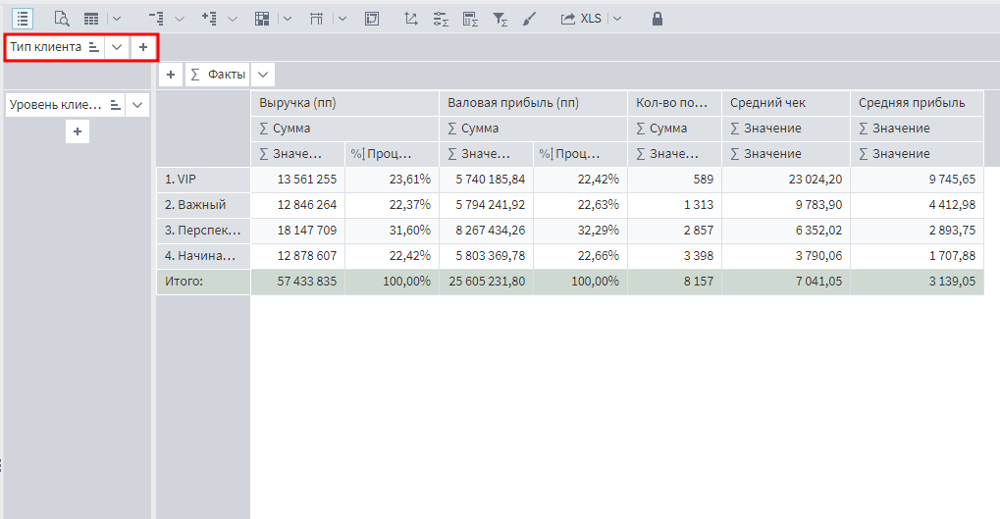 XLS
Тип клиента
Факты
Уровень клие...
Выручка (пп) Валовая прибыль (пп) Кол-во по... Средний чек Средняя прибыль
∑ Сумма ∑ Сумма ∑ Сумма ∑ Значение ∑ Значение
∑ Значе... % Проц... ∑ Значе... % Проц... ∑ Значе... ∑ Значение ∑ Значение
1. VIP 13 561 255 23,61% 5 740 185,84 22,42% 589 23 024,20 9 745,65
2. Важный 12 846 264 22,37% 5 794 241,92 22,63% 1 313 9 783,90 4 412,98
3. Перспек... 18 147 709 31,60% 8 267 434,26 32,29% 2 857 6 352,02 2 893,75
4. Начина... 12 878 607 22,42% 5 803 369,78 22,66% 3 398 3 790,06 1 707,88
Итого: 57 433 835 100,00% 25 605 231,80 100,00% 8 157 7 041,05 3 139,05